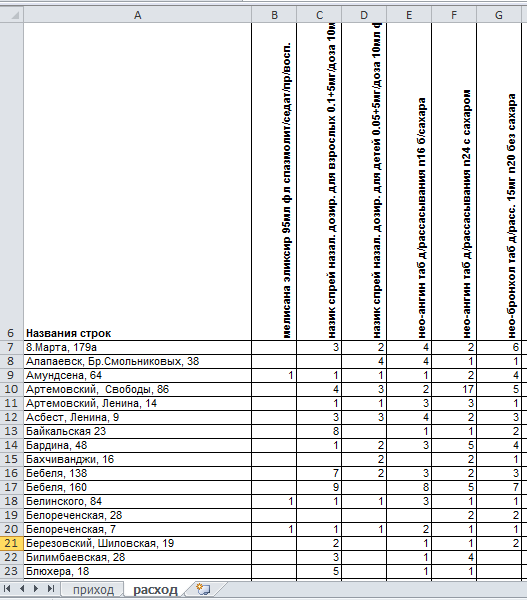 A B C D E F G
6 Названия строк мелисана эликсир 95мл фл спазмолит/седат/пр/восп. назик спрей назал. дозир. для взрослых 0.1+5мг/доза 10м назик спрей назал. дозир. для детей 0.05+5мг/доза 10мл ф нео-ангин таб д/рассасывания n16 б/сахара нео-ангин таб д/рассасывания n24 с сахаром нео-бронхол таб д/расс. 15мг n20 без сахара
7 8.Марта, 179а 3 2 4 2 6
8 Алапаевск, Бр.Смольниковых, 38 4 4 1 1
9 Амундсена, 64 1 1 1 1 2 4
10 Артемовский, Свободы, 86 4 3 2 17 5
11 Артемовский, Ленина, 14 1 1 3 3 1
12 Асбест, Ленина, 9 3 3 4 2 3
13 Байкальская 23 8 1 1 2
14 Бардина, 48 1 2 3 5 4
15 Бахчиванджи, 16 2 2 1
16 Бебеля, 138 7 2 3 2 3
17 Бебеля, 160 9 8 5 7
18 Белинского, 84 1 1 1 3 1 1
19 Белореченская, 28 2 2
20 Белореченская, 7 1 1 1 2 1 1
21 Березовский, Шиловская, 19 2 1 1 2
22 Билимбаевская, 28 3 1 4
23 Блюхера, 18 5 1 1
приход расход